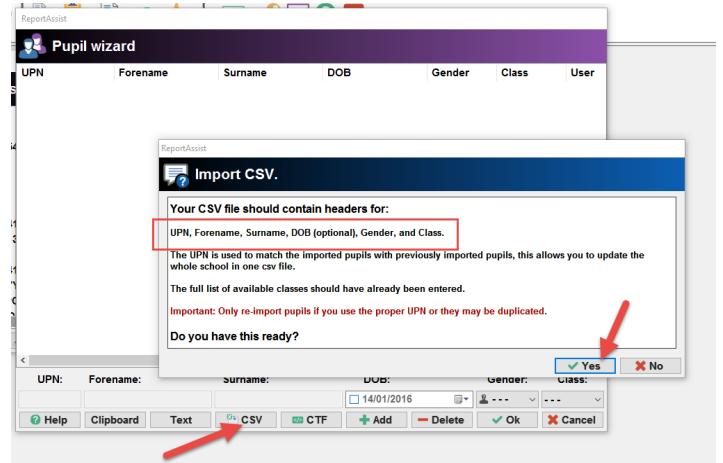 ReportAssist
Pupil wizard
UPN Forename Surname DOB Gender Class User
ReportAssist
Import CSV.
Your CSV file should contain headers for:
UPN, Forename, Surname, DOB (optional), Gender, and Class.
The UPN is used to match the imported pupils with previously imported pupils, this allows you to update the
whole school in one csv file.
The full list of available classes should have already been entered.
Important: Only re-import pupils if you use the proper UPN or they may be duplicated.
Do you have this ready?
Yes No
UPN: Forename: Surname: DOB: Gender: Class:
14/01/2016 --- ---
Help Clipboard Text CSV CTF Add Delete Ok Cancel